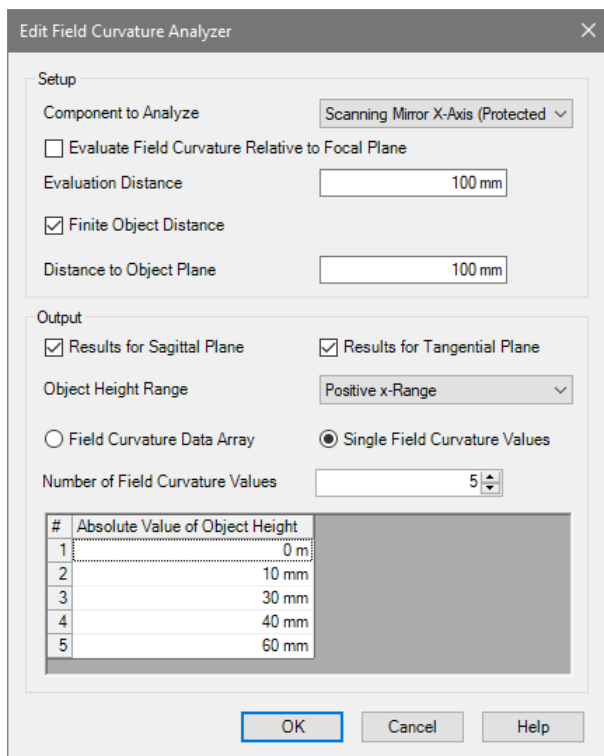 Edit Field Curvature Analyzer
Setup
Component to Analyze
Scanning Mirror X-Axis (Protected
Evaluate Field Curvature Relative to Focal Plane
Evaluation Distance
100 mm
Finite Object Distance
Distance to Object Plane
100 mm
Output
Results for Sagittal Plane
Results for Tangential Plane
Object Height Range
Positive x-Range
Field Curvature Data Array
Single Field Curvature Values
Number of Field Curvature Values
5
# Absolute Value of Object Height
1 0 m
2 10 mm
3 30 mm
4 40 mm
5 60 mm
OK
Cancel
Help